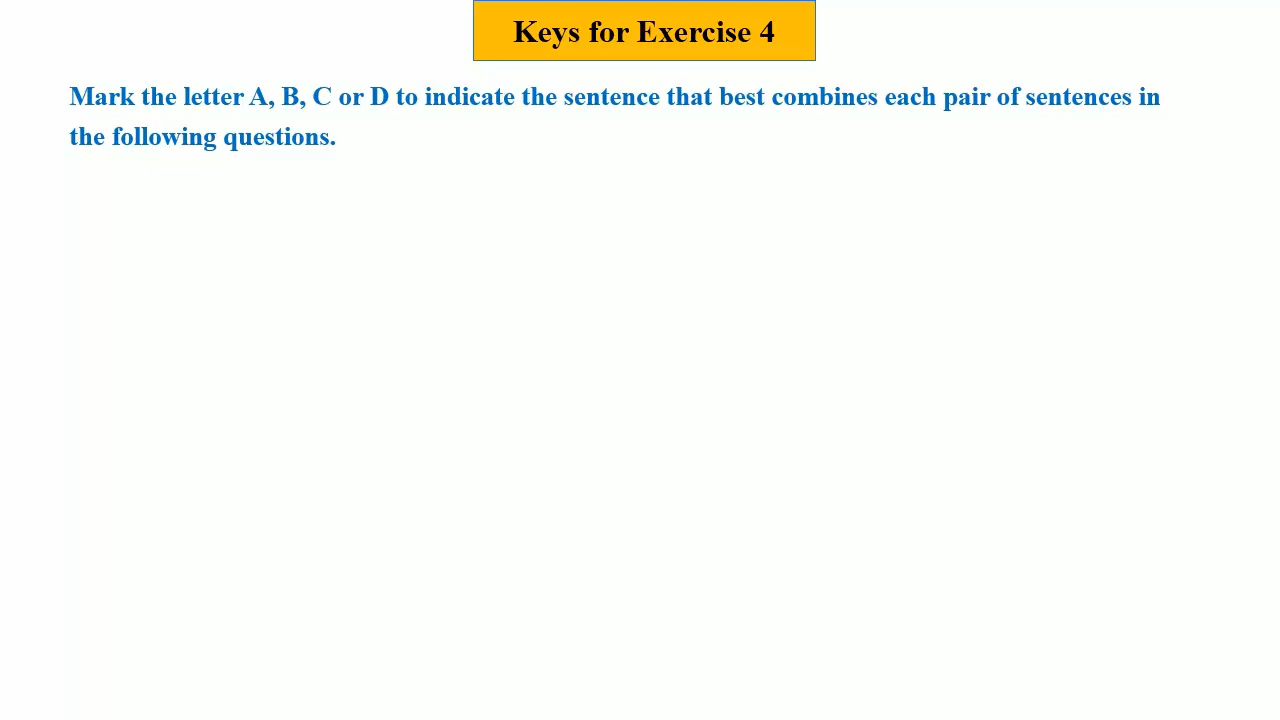 Keys for Exercise 4
Mark the letter A, B, C or D to indicate the sentence that best combines each pair of sentences in
the following questions.